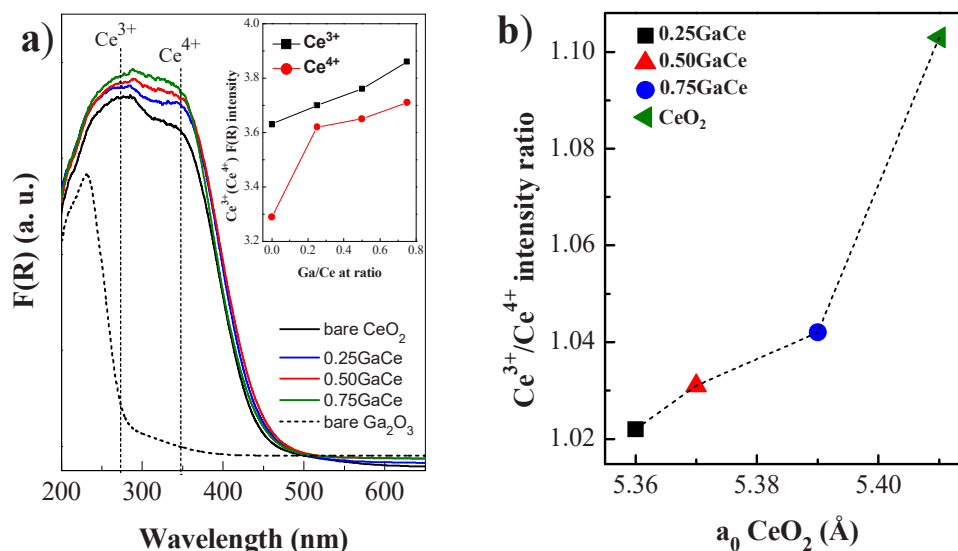 a)
Ce³⁺
Ce⁴⁺
F(R) (a. u.)
200 300 400 500 600
Wavelength (nm)
bare CeO₂
0.25GaCe
0.50GaCe
0.75GaCe
bare Ga₂O₃
Ce³⁺
Ce⁴⁺
Ce³⁺(Ce⁴⁺) F(R) intensity
4.2
3.9
3.6
3.3
3.0
0.0 0.2 0.4 0.6 0.8
Ga/Ce at ratio
b)
0.25GaCe
0.50GaCe
0.75GaCe
CeO₂
Ce³⁺/Ce⁴⁺ intensity ratio
1.10
1.08
1.06
1.04
1.02
5.36 5.38 5.40
a₀ CeO₂ (Å)